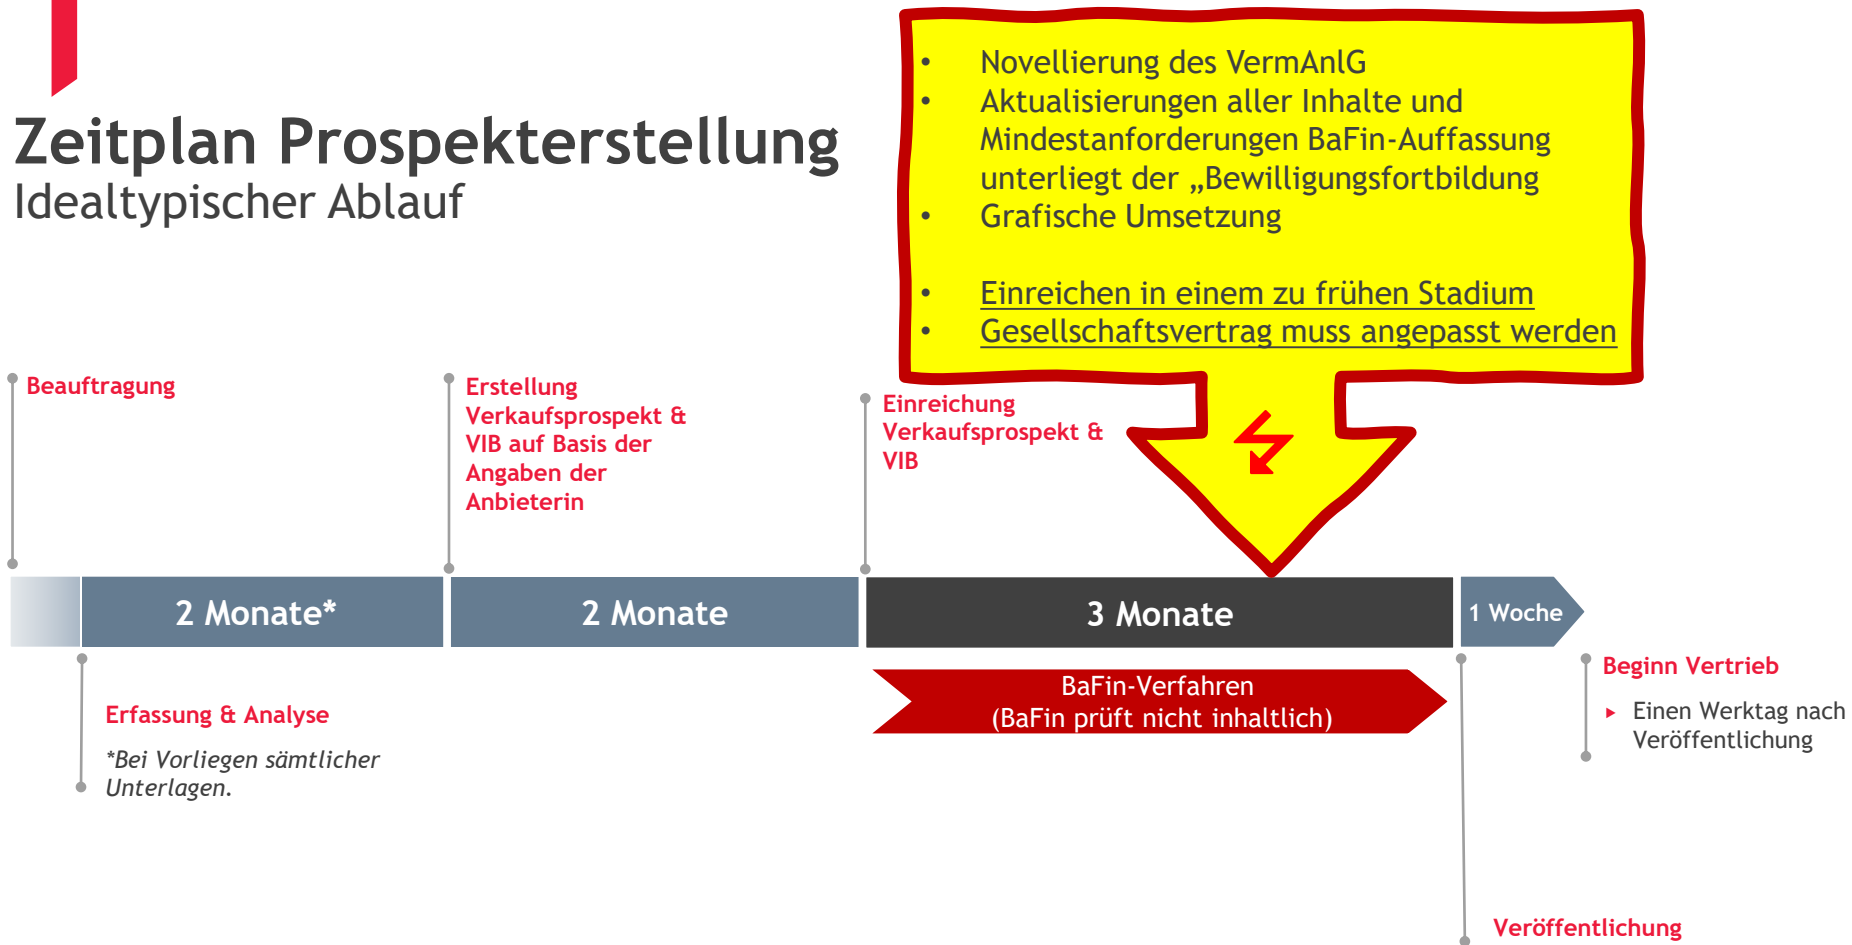 Zeitplan Prospekterstellung
Idealtypischer Ablauf
• Novellierung des VermAnlG
• Aktualisierungen aller Inhalte und
Mindestanforderungen BaFin-Auffassung
unterliegt der „Bewilligungsfortbildung
• Grafische Umsetzung
• Einreichen in einem zu frühen Stadium
• Gesellschaftsvertrag muss angepasst werden
Beauftragung
Erstellung
Verkaufsprospekt &
VIB auf Basis der
Angaben der
Anbieterin
Einreichung
Verkaufsprospekt &
VIB
2 Monate*
2 Monate
3 Monate
1 Woche
BaFin-Verfahren
(BaFin prüft nicht inhaltlich)
Erfassung & Analyse
*Bei Vorliegen sämtlicher
Unterlagen.
Beginn Vertrieb
▶ Einen Werktag nach
Veröffentlichung
Veröffentlichung